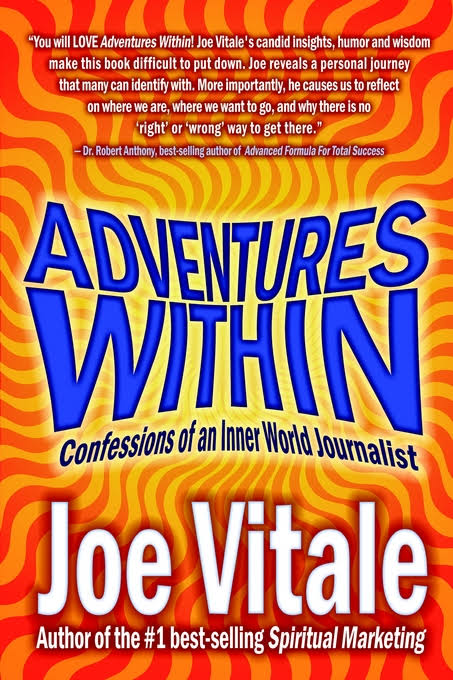 “You will LOVE Adventures Within! Joe Vitale's candid insights, humor and wisdom
make this book difficult to put down. Joe reveals a personal journey
that many can identify with. More importantly, he causes us to reflect
on where we are, where we want to go, and why there is no
‘right’ or ‘wrong’ way to get there.”
– Dr. Robert Anthony, best-selling author of Advanced Formula For Total Success
ADVENTURES
WITHIN
Confessions of an Inner World Journalist
Joe Vitale
Author of the #1 best-selling Spiritual Marketing